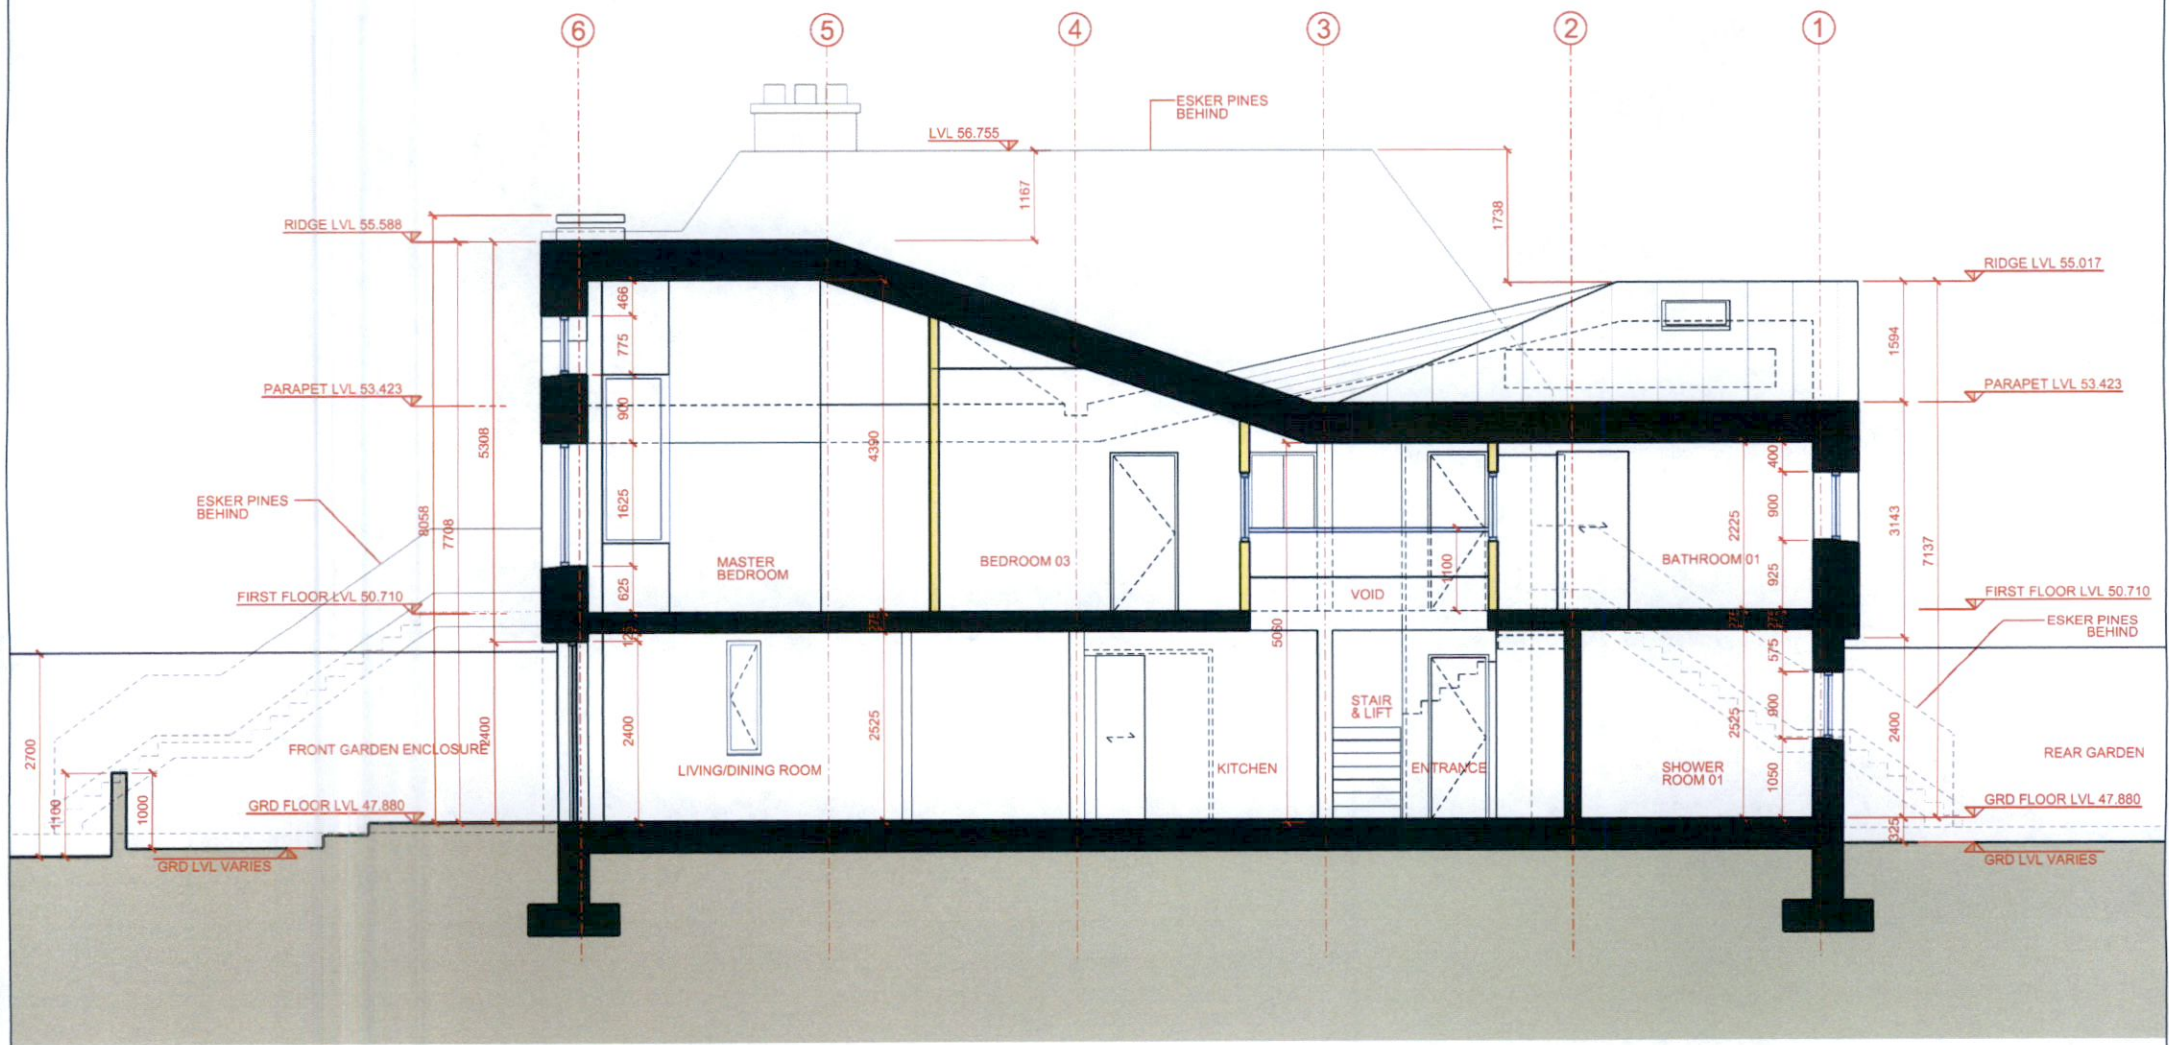 6
5
4
3
2
1
ESKER PINES
BEHIND
LVL 56.755
1167
1738
RIDGE LVL 55.588
RIDGE LVL 55.017
466
775
900
1625
625
125
2400
PARAPET LVL 53.423
PARAPET LVL 53.423
5308
8058
7708
4390
275
2525
1594
3143
7137
400
900
2225
925
275
275
ESKER PINES
BEHIND
MASTER
BEDROOM
BEDROOM 03
1100
VOID
5060
BATHROOM 01
FIRST FLOOR LVL 50.710
FIRST FLOOR LVL 50.710
ESKER PINES
BEHIND
575
900
2525
1050
2400
325
2700
1100
1000
FRONT GARDEN ENCLOSURE
2400
LIVING/DINING ROOM
KITCHEN
STAIR
& LIFT
ENTRANCE
SHOWER
ROOM 01
REAR GARDEN
GRD FLOOR LVL 47.880
GRD FLOOR LVL 47.880
GRD LVL VARIES
GRD LVL VARIES